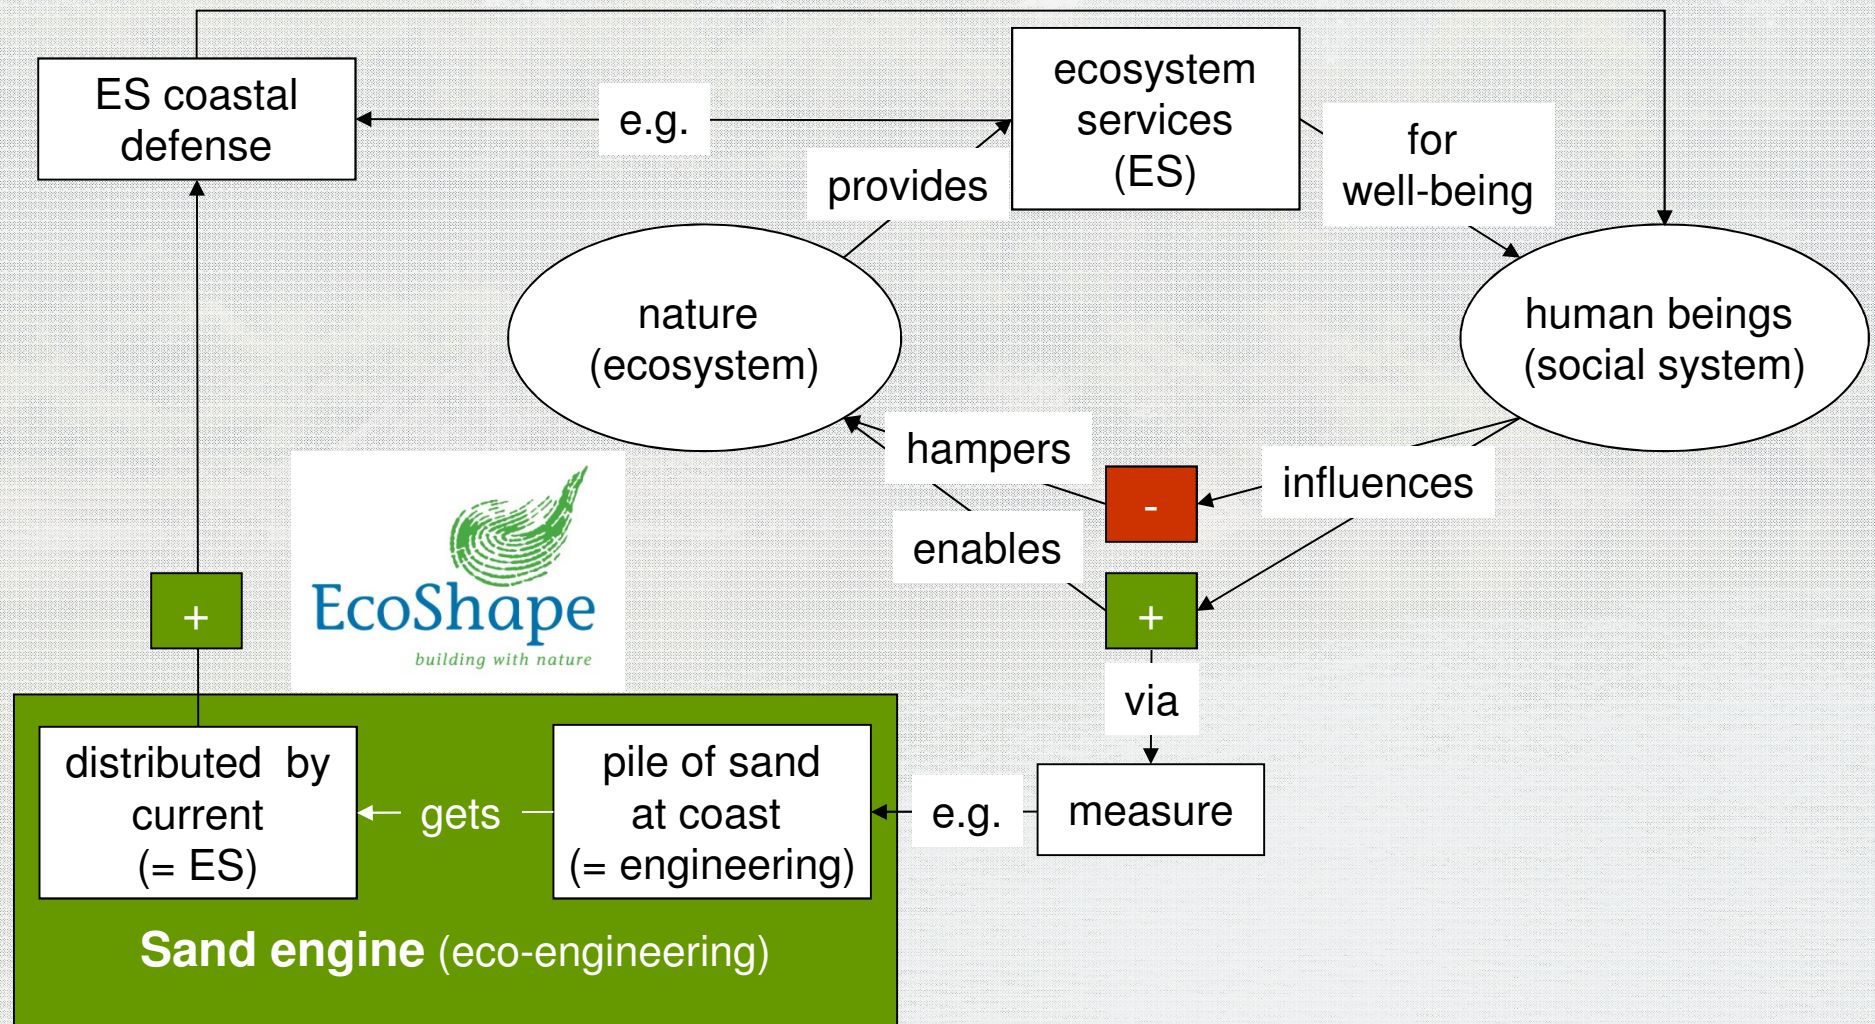 ES coastal
defense
e.g.
ecosystem
services
(ES)
provides
for
well-being
nature
(ecosystem)
human beings
(social system)
hampers
-
influences
enables
+
via
measure
e.g.
pile of sand
at coast
(= engineering)
gets
distributed by
current
(= ES)
+
EcoShape
building with nature
Sand engine (eco-engineering)